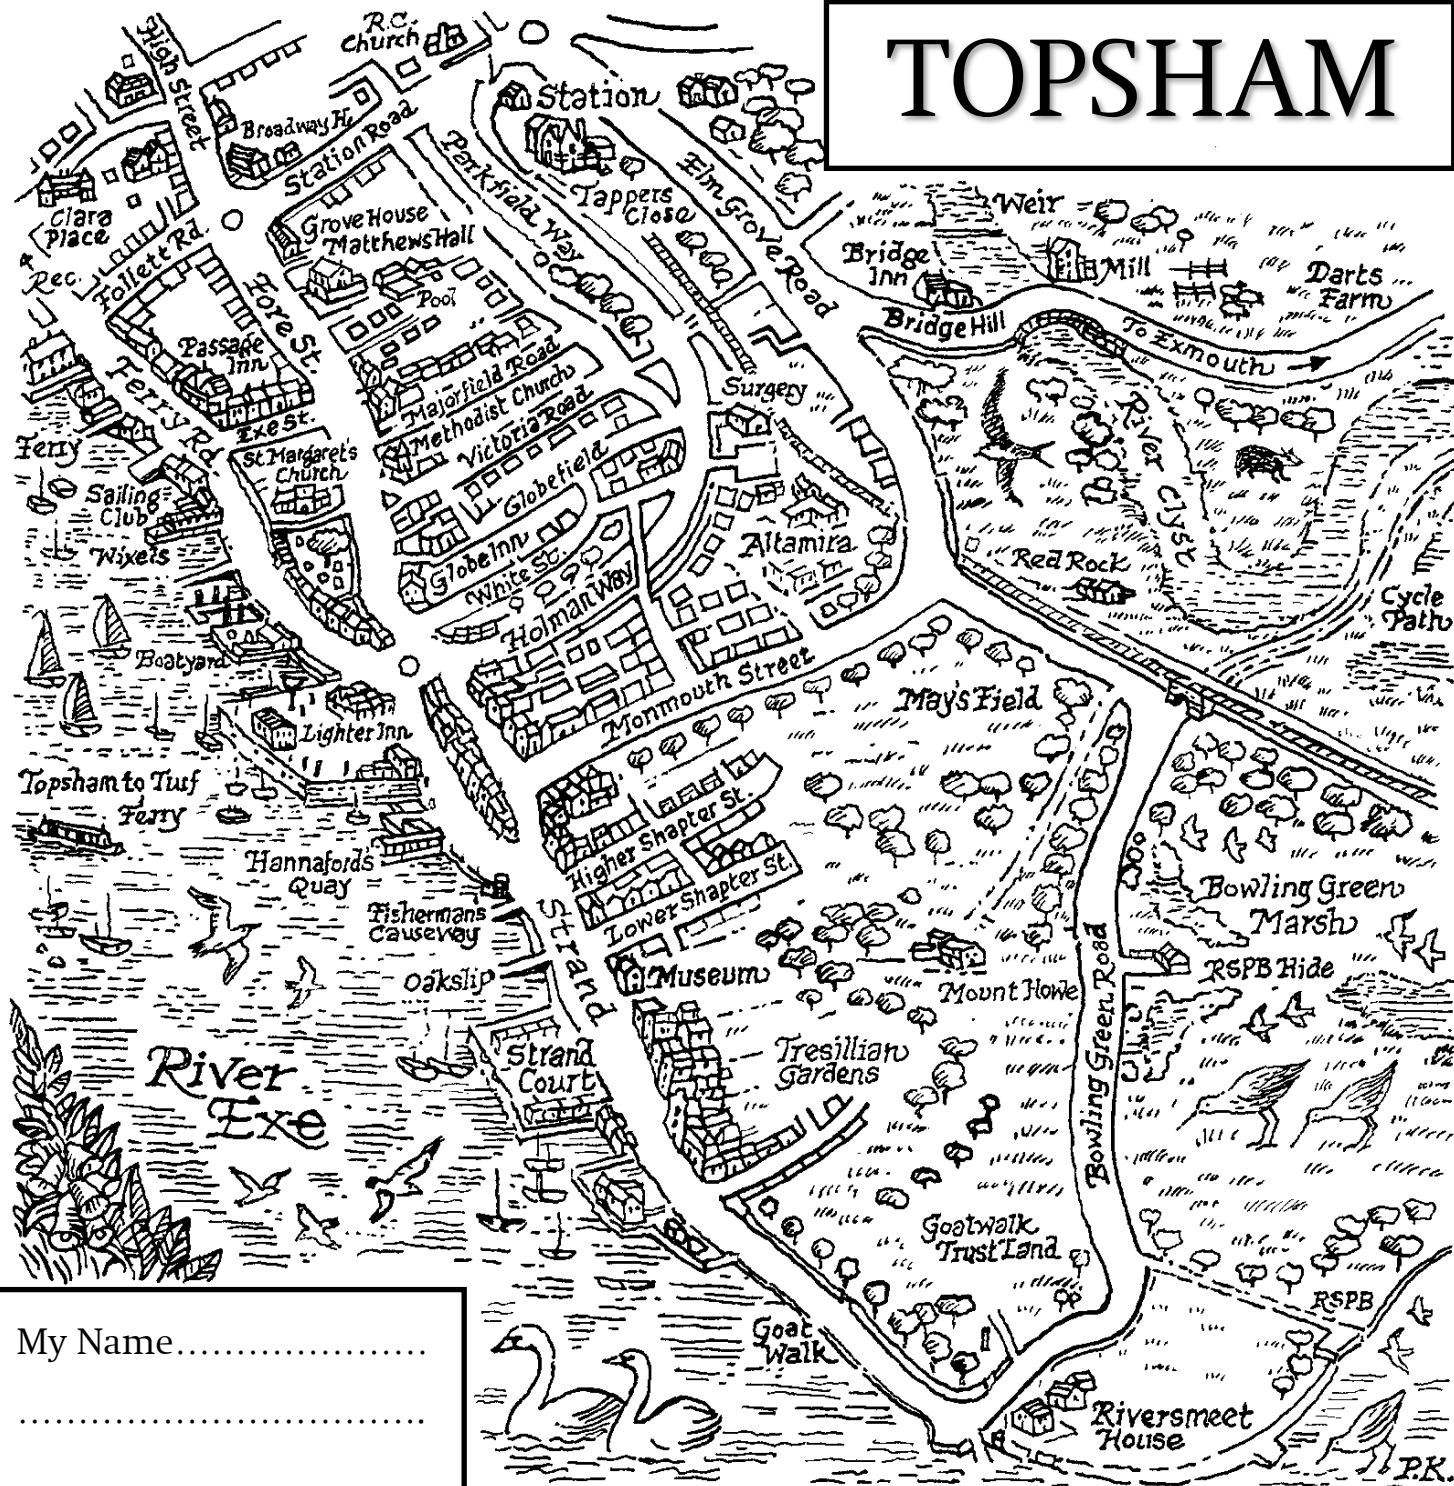 TOPSHAM
High Street
R.C.
Church
Broadway Ho.
Station Road
Station
Parkfield Way
Tappers
Close
Elm Grove Road
Clara
Place
Rec.
Follett Rd.
Grove House
Matthews Hall
Pool
Fore St.
Weir
Bridge
Inn
Mill
Darts
Farm
Bridge Hill
To Exmouth
Passage
Inn
Ferry Rd.
Exe St.
Majorfield Road
Methodist Church
Victoria Road
Surgery
River Clyst
Ferry
St Margaret's
Church
Globefield
Sailing
Club
Wixels
Globe Inn
White St.
Holman Way
Altamira
Red Rock
Cycle
Path
Boatyard
Lighter Inn
Monmouth Street
May's Field
Topsham to Turf
Ferry
Higher Shapter St.
Lower Shapter St.
Hannafords
Quay
Fishermans
Causeway
Oakslip
Strand
Museum
Mount Howe
Bowling Green
Marsh
RSPB Hide
Bowling Green Road
River
Exe
Strand
Court
Tresillian
Gardens
Goatwalk
Trust Land
RSPB
Goat
Walk
Riversmeet
House
P.K.
My Name.....................
..................................